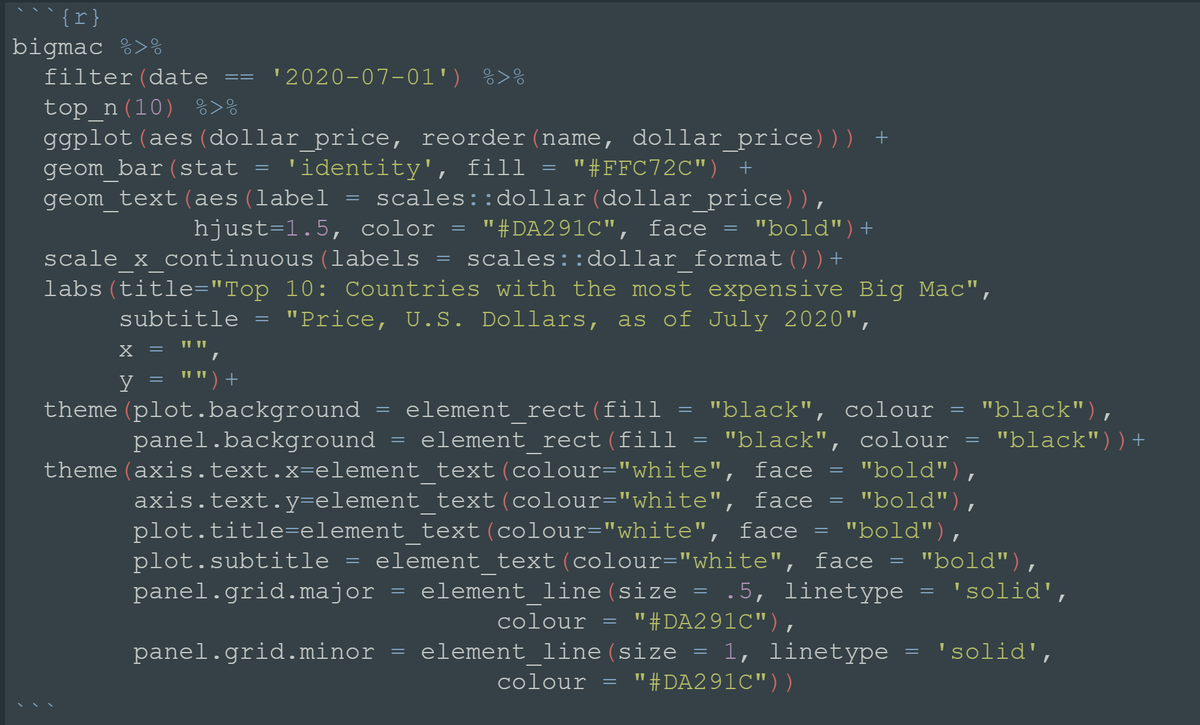 ```{r}
bigmac %>%
  filter(date == '2020-07-01') %>%
  top_n(10) %>%
  ggplot(aes(dollar_price, reorder(name, dollar_price))) +
  geom_bar(stat = 'identity', fill = "#FFC72C") +
  geom_text(aes(label = scales::dollar(dollar_price)),
            hjust=1.5, color = "#DA291C", face = "bold")+
  scale_x_continuous(labels = scales::dollar_format())+
  labs(title="Top 10: Countries with the most expensive Big Mac",
       subtitle = "Price, U.S. Dollars, as of July 2020",
       x = "",
       y = "")+
  theme(plot.background = element_rect(fill = "black", colour = "black"),
        panel.background = element_rect(fill = "black", colour = "black"))+
  theme(axis.text.x=element_text(colour="white", face = "bold"),
        axis.text.y=element_text(colour="white", face = "bold"),
        plot.title=element_text(colour="white", face = "bold"),
        plot.subtitle = element_text(colour="white", face = "bold"),
        panel.grid.major = element_line(size = .5, linetype = 'solid',
                                colour = "#DA291C"),
        panel.grid.minor = element_line(size = 1, linetype = 'solid',
                                colour = "#DA291C"))
```